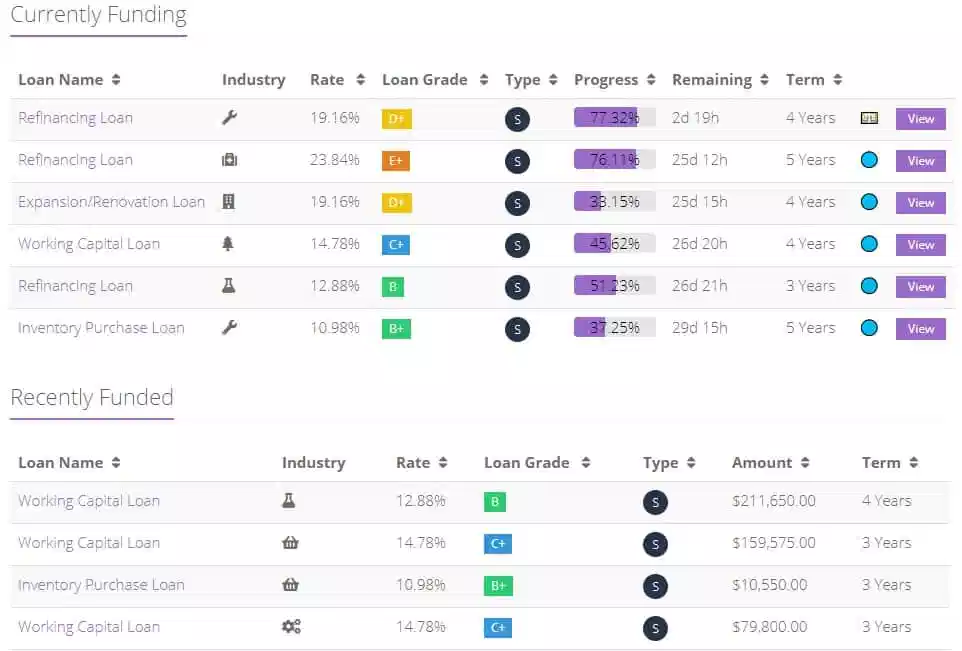 Currently Funding
Loan Name Industry Rate Loan Grade Type Progress Remaining Term
Refinancing Loan 19.16% D+ S 77.32% 2d 19h 4 Years View
Refinancing Loan 23.84% E+ S 76.11% 25d 12h 5 Years View
Expansion/Renovation Loan 19.16% D+ S 33.15% 25d 15h 4 Years View
Working Capital Loan 14.78% C+ S 45.62% 26d 20h 4 Years View
Refinancing Loan 12.88% B S 51.23% 26d 21h 3 Years View
Inventory Purchase Loan 10.98% B+ S 37.25% 29d 15h 5 Years View
Recently Funded
Loan Name Industry Rate Loan Grade Type Amount Term
Working Capital Loan 12.88% B S $211,650.00 4 Years
Working Capital Loan 14.78% C+ S $159,575.00 3 Years
Inventory Purchase Loan 10.98% B+ S $10,550.00 3 Years
Working Capital Loan 14.78% C+ S $79,800.00 3 Years